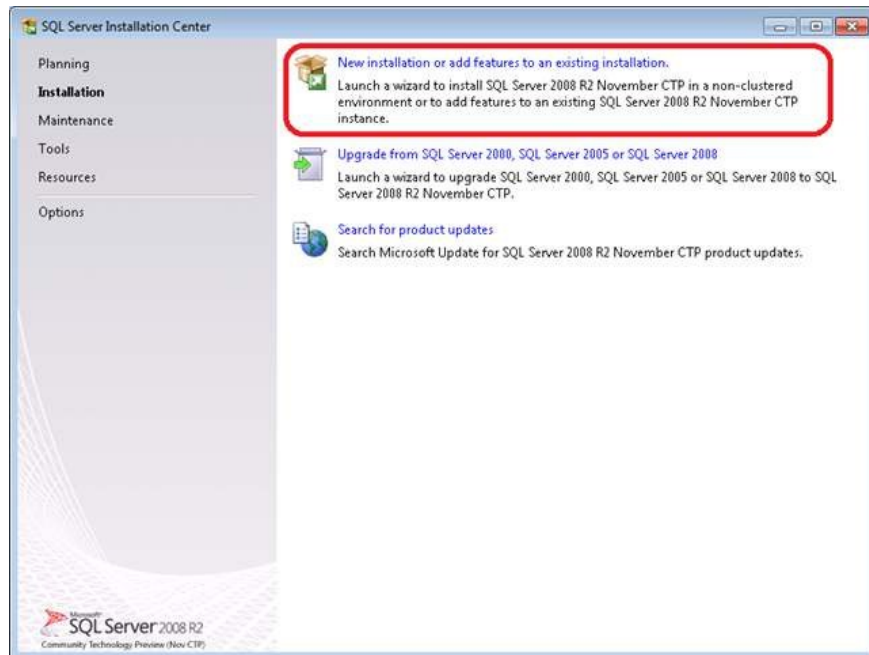 SQL Server Installation Center
Planning
Installation
Maintenance
Tools
Resources
Options
New installation or add features to an existing installation.
Launch a wizard to install SQL Server 2008 R2 November CTP in a non-clustered
environment or to add features to an existing SQL Server 2008 R2 November CTP
instance.
Upgrade from SQL Server 2000, SQL Server 2005 or SQL Server 2008
Launch a wizard to upgrade SQL Server 2000, SQL Server 2005 or SQL Server 2008 to SQL
Server 2008 R2 November CTP.
Search for product updates
Search Microsoft Update for SQL Server 2008 R2 November CTP product updates.
Microsoft
SQL Server 2008 R2
Community Technology Preview (Nov CTP)